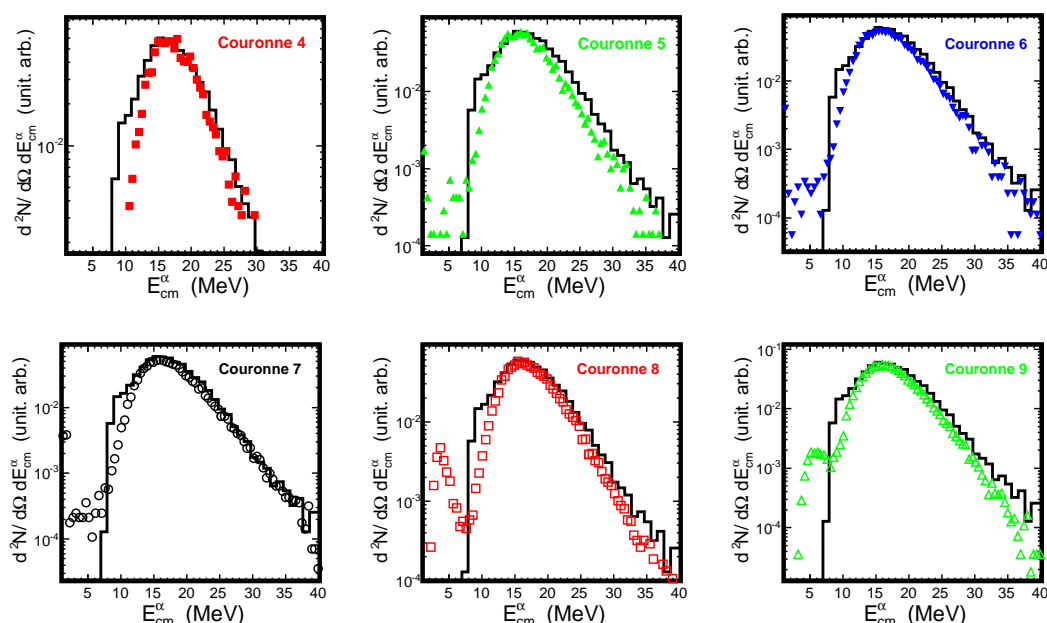 d²N/ dΩ dE^α_cm (unit. arb.)
10⁻²
Couronne 4
5 10 15 20 25 30 35 40
E^α_cm (MeV)
d²N/ dΩ dE^α_cm (unit. arb.)
10⁻²
10⁻³
10⁻⁴
Couronne 5
5 10 15 20 25 30 35 40
E^α_cm (MeV)
d²N/ dΩ dE^α_cm (unit. arb.)
10⁻²
10⁻³
10⁻⁴
Couronne 6
5 10 15 20 25 30 35 40
E^α_cm (MeV)
d²N/ dΩ dE^α_cm (unit. arb.)
10⁻²
10⁻³
10⁻⁴
Couronne 7
5 10 15 20 25 30 35 40
E^α_cm (MeV)
d²N/ dΩ dE^α_cm (unit. arb.)
10⁻²
10⁻³
10⁻⁴
Couronne 8
5 10 15 20 25 30 35 40
E^α_cm (MeV)
d²N/ dΩ dE^α_cm (unit. arb.)
10⁻¹
10⁻²
10⁻³
10⁻⁴
Couronne 9
5 10 15 20 25 30 35 40
E^α_cm (MeV)